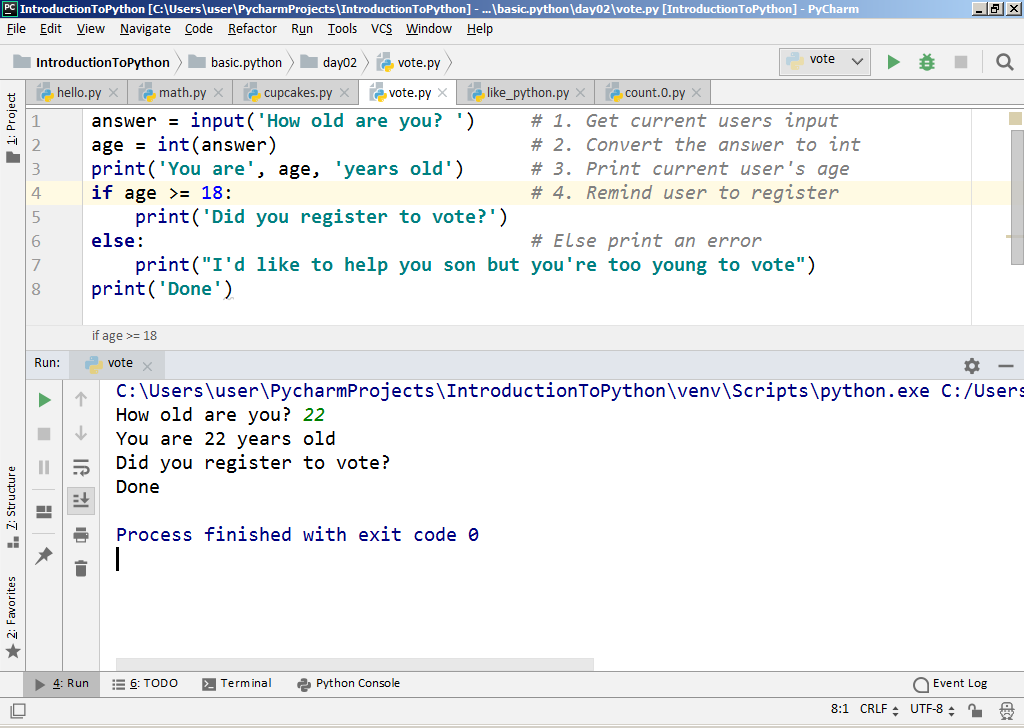 IntroductionToPython [C:\Users\user\PycharmProjects\IntroductionToPython] - ...\basic.python\day02\vote.py [IntroductionToPython] - PyCharm
File Edit View Navigate Code Refactor Run Tools VCS Window Help
IntroductionToPython basic.python day02 vote.py vote
hello.py math.py cupcakes.py vote.py like_python.py count.0.py
1: Project
1 answer = input('How old are you? ') # 1. Get current users input
2 age = int(answer) # 2. Convert the answer to int
3 print('You are', age, 'years old') # 3. Print current user's age
4 if age >= 18: # 4. Remind user to register
5 print('Did you register to vote?')
6 else: # Else print an error
7 print("I'd like to help you son but you're too young to vote")
8 print('Done')
if age >= 18
Run: vote
C:\Users\user\PycharmProjects\IntroductionToPython\venv\Scripts\python.exe C:/Users
How old are you? 22
You are 22 years old
Did you register to vote?
Done
Process finished with exit code 0
7: Structure
2: Favorites
4: Run 6: TODO Terminal Python Console Event Log
8:1 CRLF UTF-8